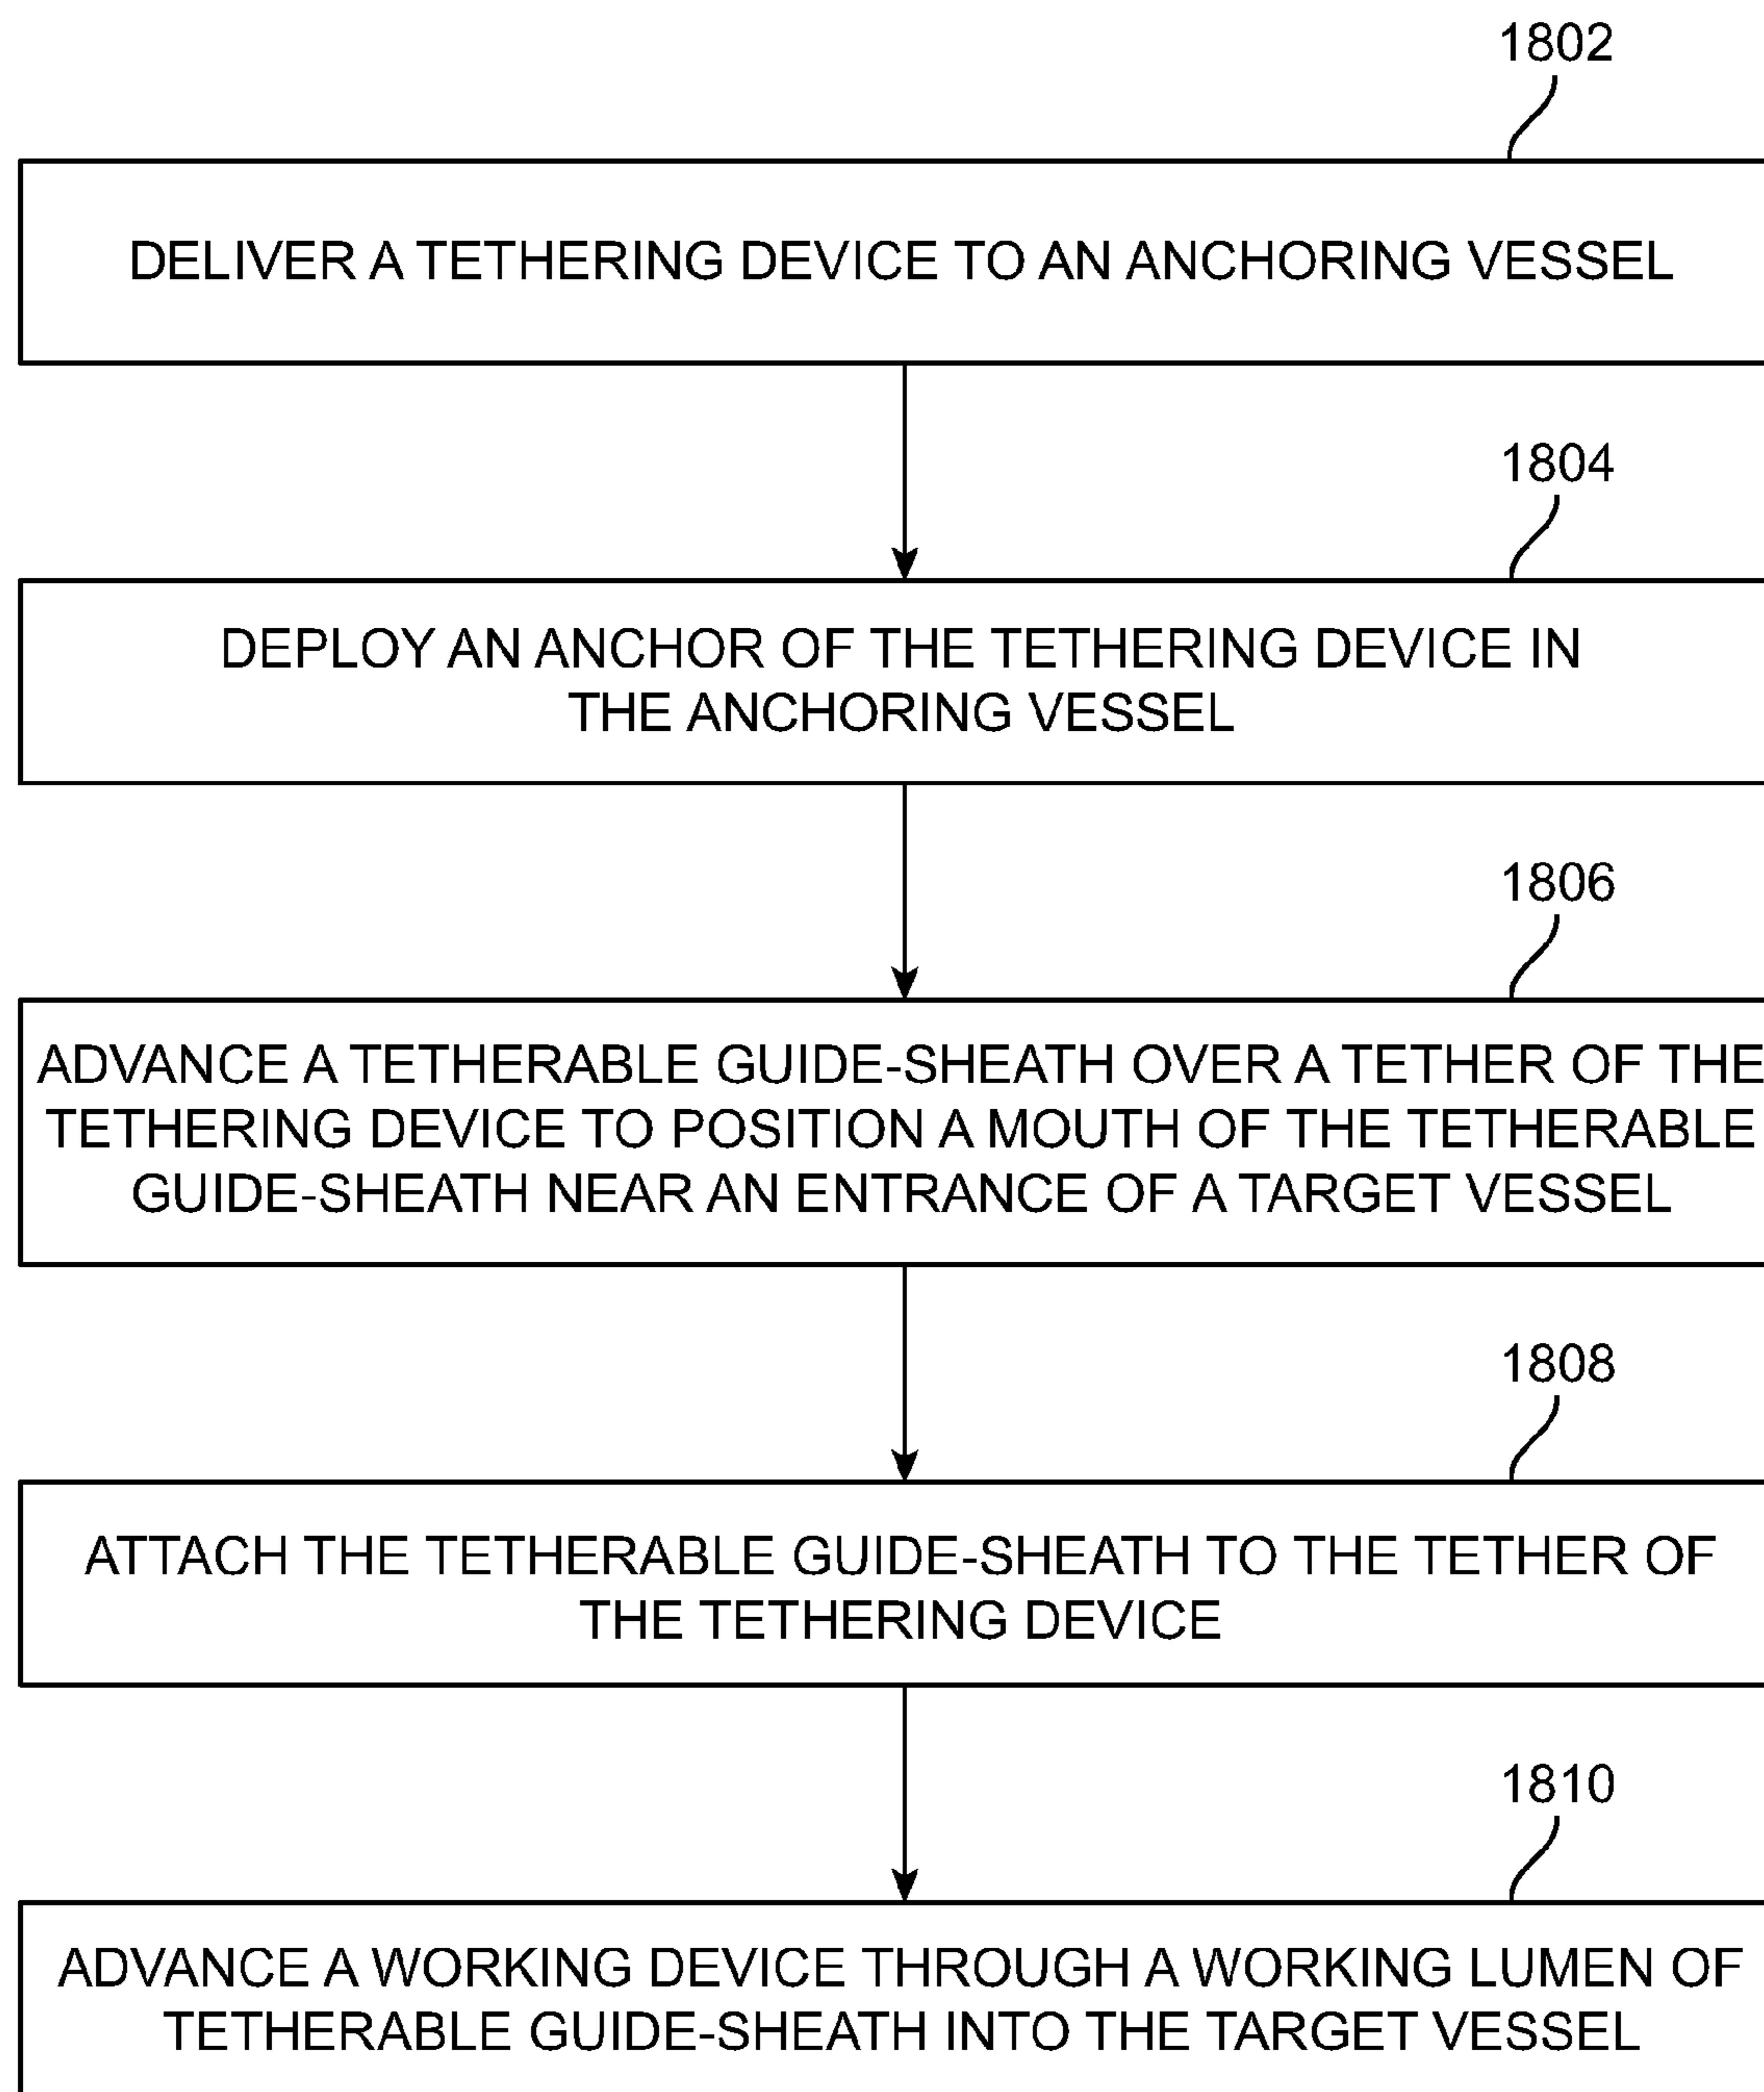 1802
DELIVER A TETHERING DEVICE TO AN ANCHORING VESSEL
1804
DEPLOY AN ANCHOR OF THE TETHERING DEVICE IN
THE ANCHORING VESSEL
1806
ADVANCE A TETHERABLE GUIDE-SHEATH OVER A TETHER OF THE
TETHERING DEVICE TO POSITION A MOUTH OF THE TETHERABLE
GUIDE-SHEATH NEAR AN ENTRANCE OF A TARGET VESSEL
1808
ATTACH THE TETHERABLE GUIDE-SHEATH TO THE TETHER OF
THE TETHERING DEVICE
1810
ADVANCE A WORKING DEVICE THROUGH A WORKING LUMEN OF
TETHERABLE GUIDE-SHEATH INTO THE TARGET VESSEL